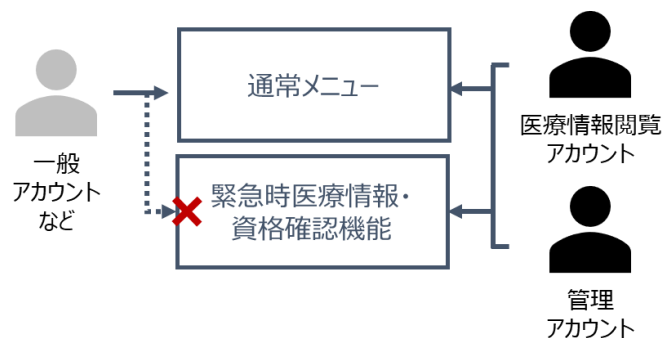 通常メニュー
一般
アカウント
など
緊急時医療情報・
資格確認機能
医療情報閲覧
アカウント
管理
アカウント